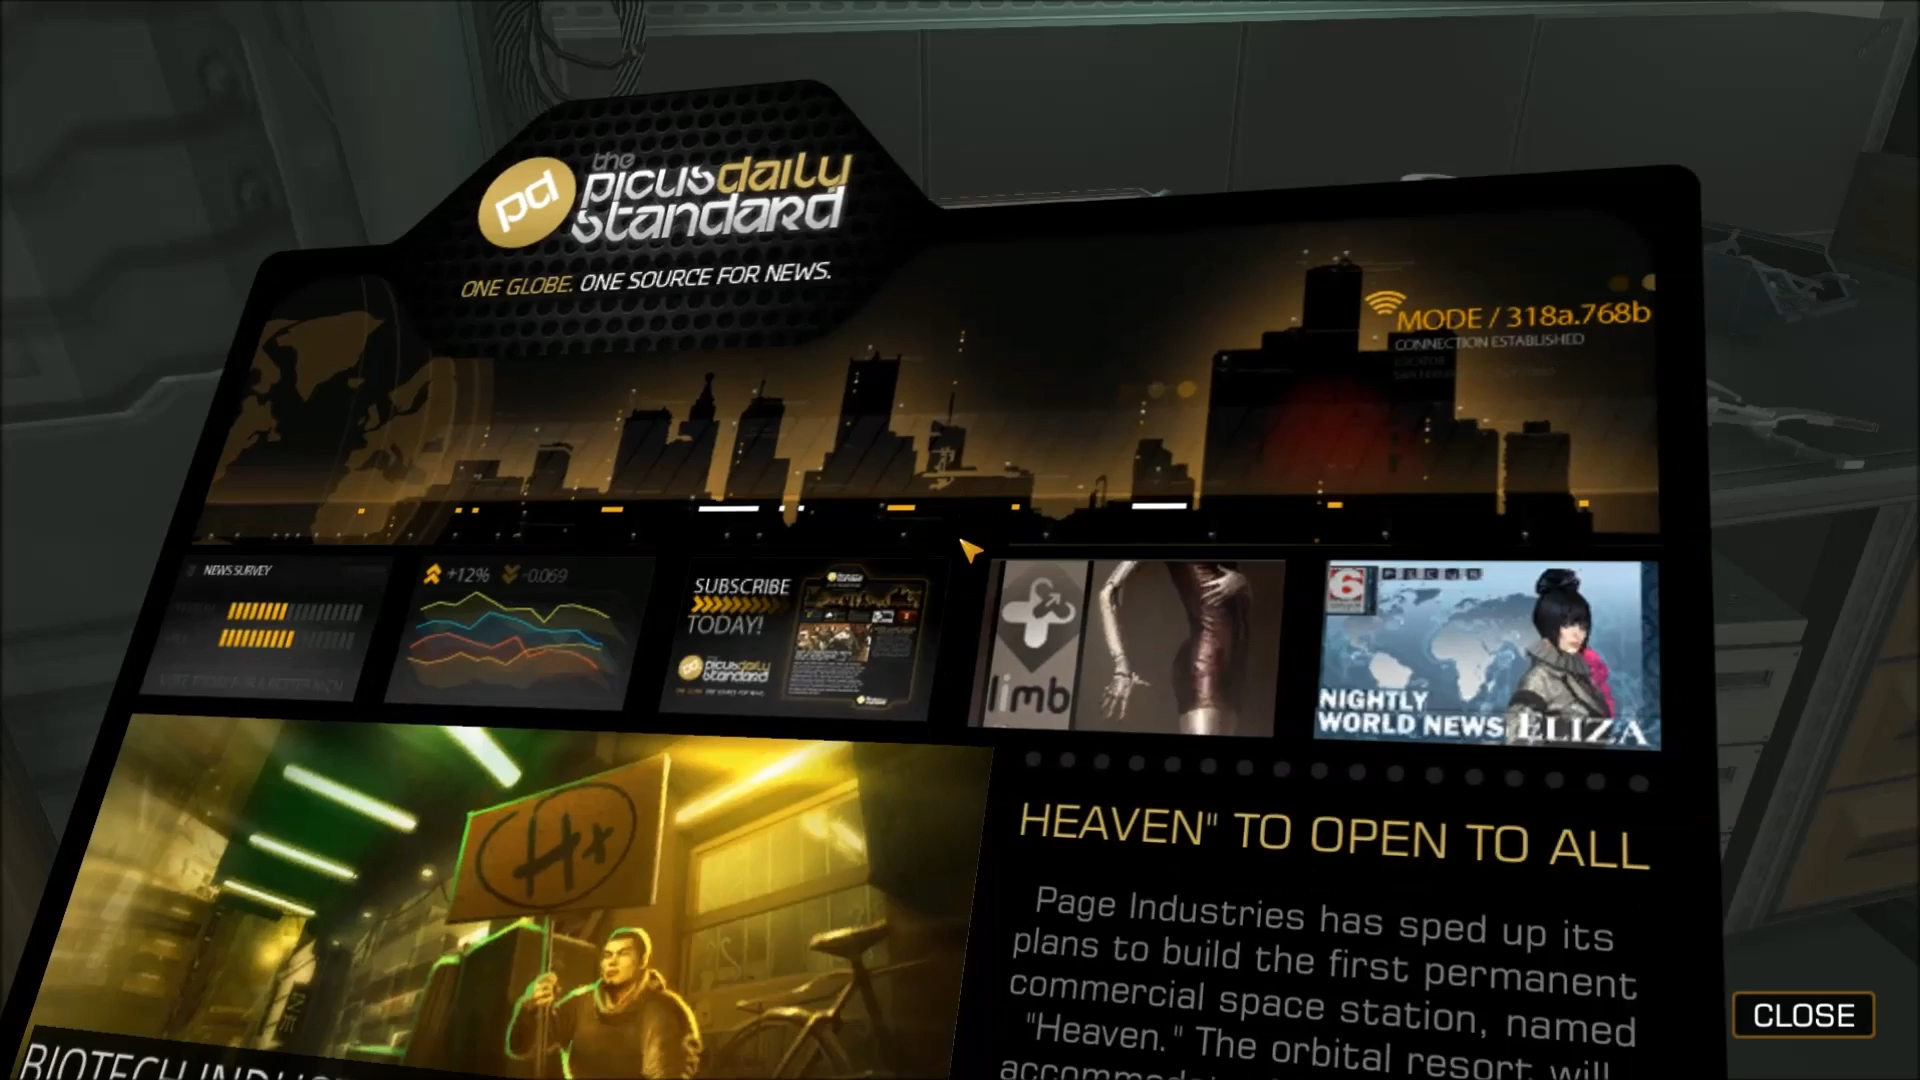 the
picusdaily
standard
pd
ONE GLOBE. ONE SOURCE FOR NEWS.
MODE / 318a.768b
CONNECTION ESTABLISHED
NEWS SURVEY
+12% -0.069
SUBSCRIBE
TODAY!
the
picusdaily
standard
limb
6
PICUS
NIGHTLY
WORLD NEWS ELIZA
H+
HEAVEN" TO OPEN TO ALL
Page Industries has sped up its
plans to build the first permanent
commercial space station, named
"Heaven." The orbital resort will
BIOTECH
CLOSE